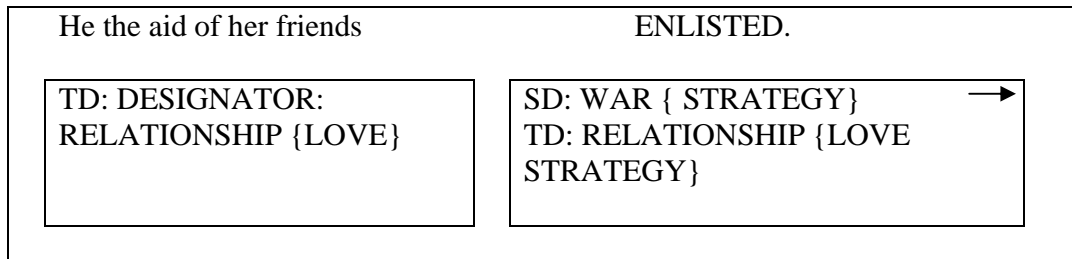 He the aid of her friends ENLISTED.
TD: DESIGNATOR:
RELATIONSHIP {LOVE}
SD: WAR { STRATEGY}
TD: RELATIONSHIP {LOVE
STRATEGY}